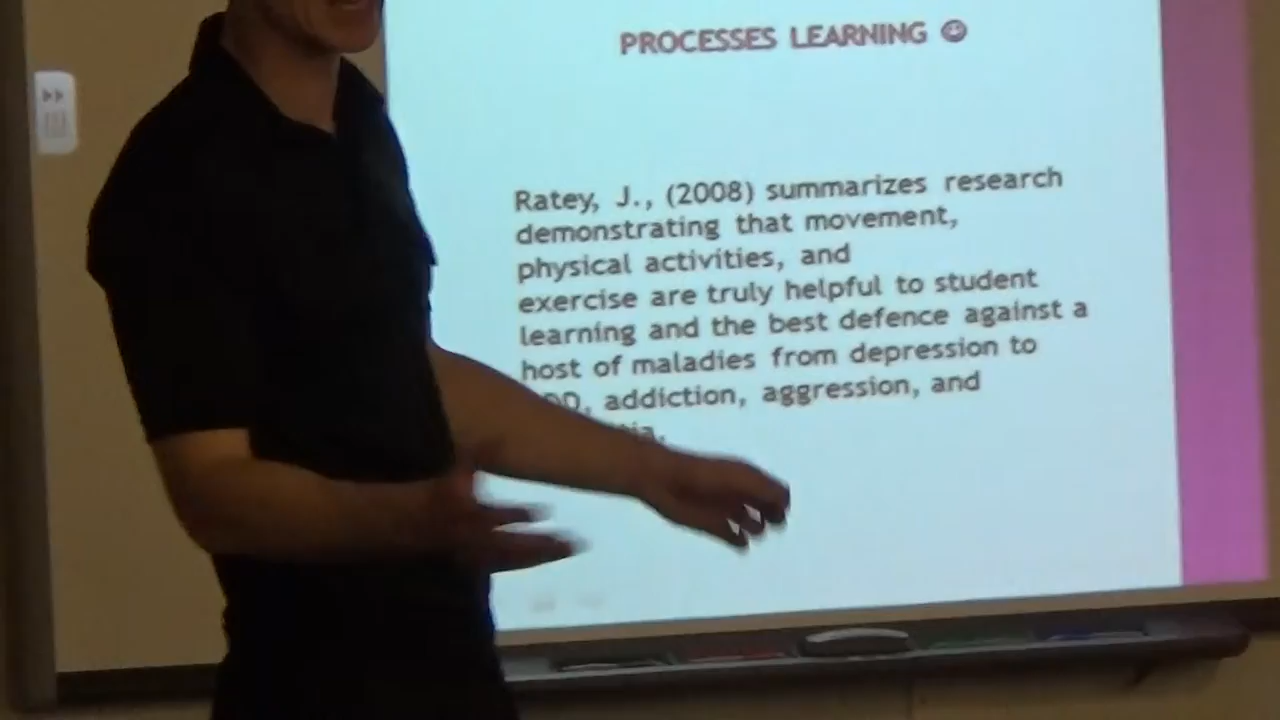 PROCESSES LEARNING ☺
Ratey, J., (2008) summarizes research
demonstrating that movement,
physical activities, and
exercise are truly helpful to student
learning and the best defence against a
host of maladies from depression to
addiction, aggression, and